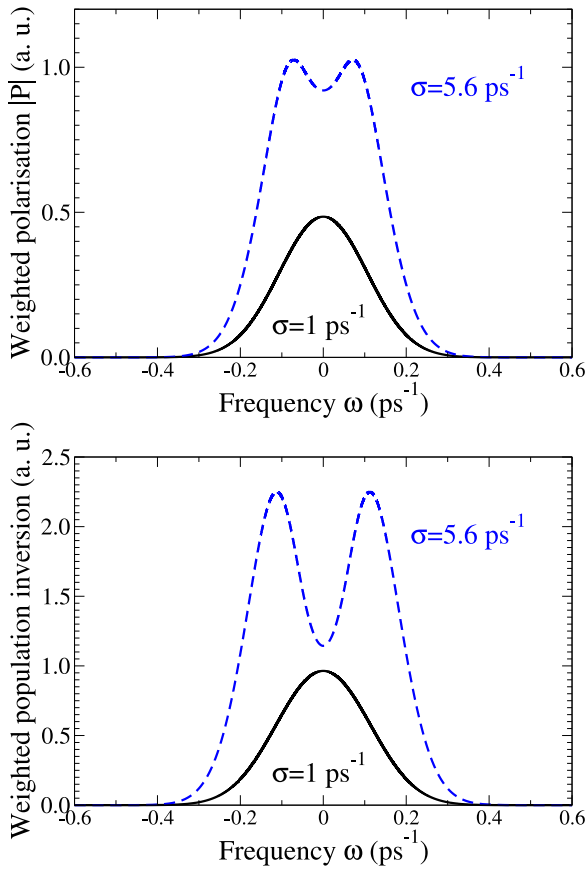 Weighted polarisation |P| (a. u.)
1.0
0.5
0.0
σ=5.6 ps⁻¹
σ=1 ps⁻¹
-0.6 -0.4 -0.2 0 0.2 0.4 0.6
Frequency ω (ps⁻¹)
Weighted population inversion (a. u.)
2.5
2.0
1.5
1.0
0.5
0.0
σ=5.6 ps⁻¹
σ=1 ps⁻¹
-0.6 -0.4 -0.2 0 0.2 0.4 0.6
Frequency ω (ps⁻¹)